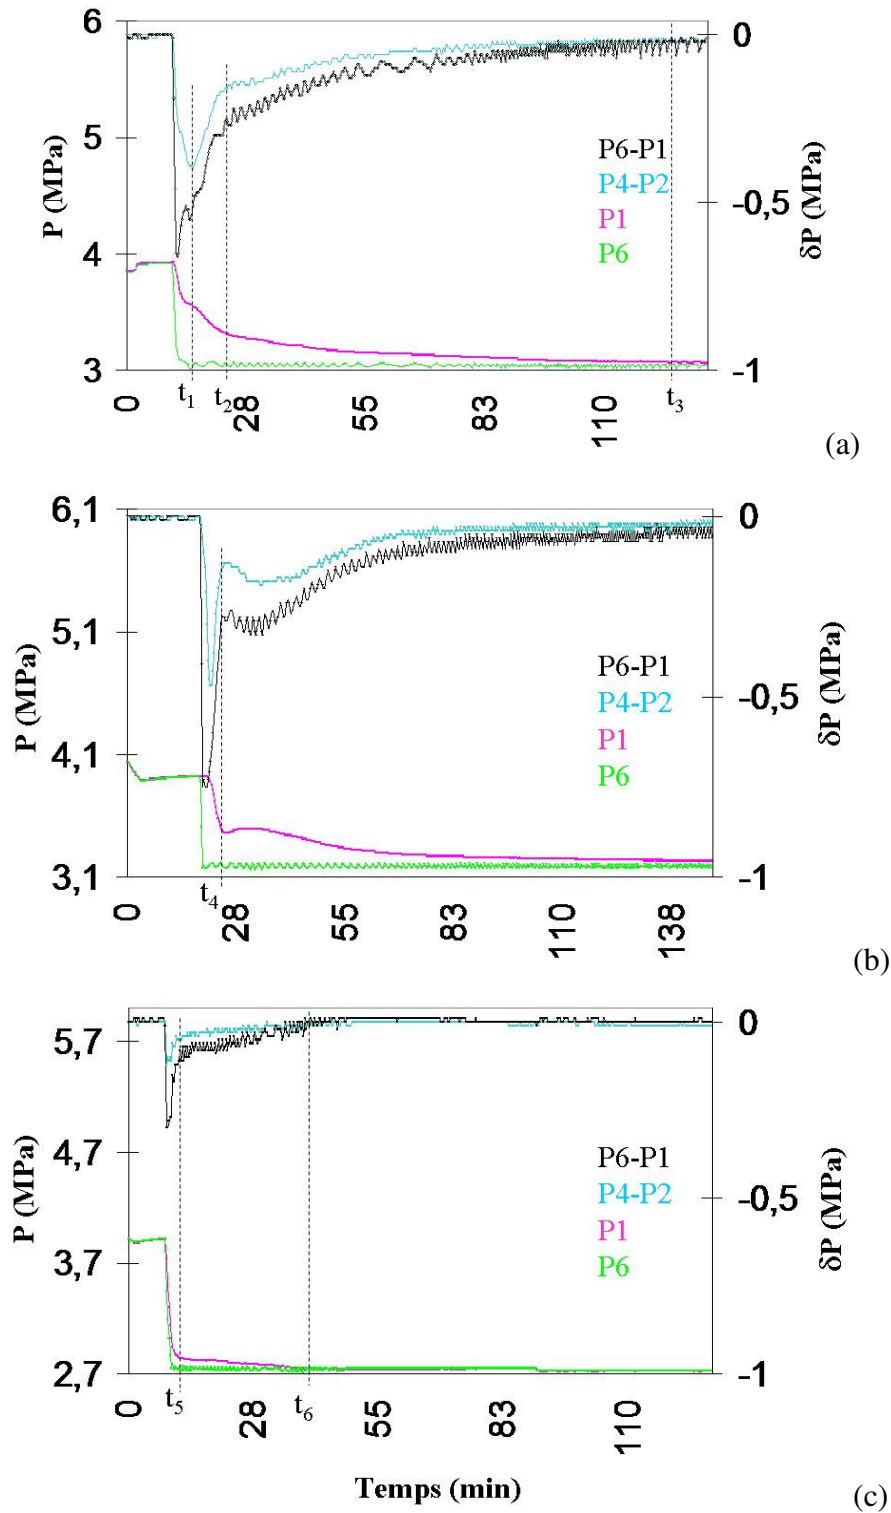 6
5
4
3
P (MPa)
0
-0,5
-1
δP (MPa)
P6-P1
P4-P2
P1
P6
t1
t2
t3
0
28
55
83
110
(a)
6,1
5,1
4,1
3,1
P (MPa)
0
-0,5
-1
δP (MPa)
P6-P1
P4-P2
P1
P6
t4
0
28
55
83
110
138
(b)
5,7
4,7
3,7
2,7
P (MPa)
0
-0,5
-1
δP (MPa)
P6-P1
P4-P2
P1
P6
t5
t6
0
28
55
83
110
Temps (min)
(c)